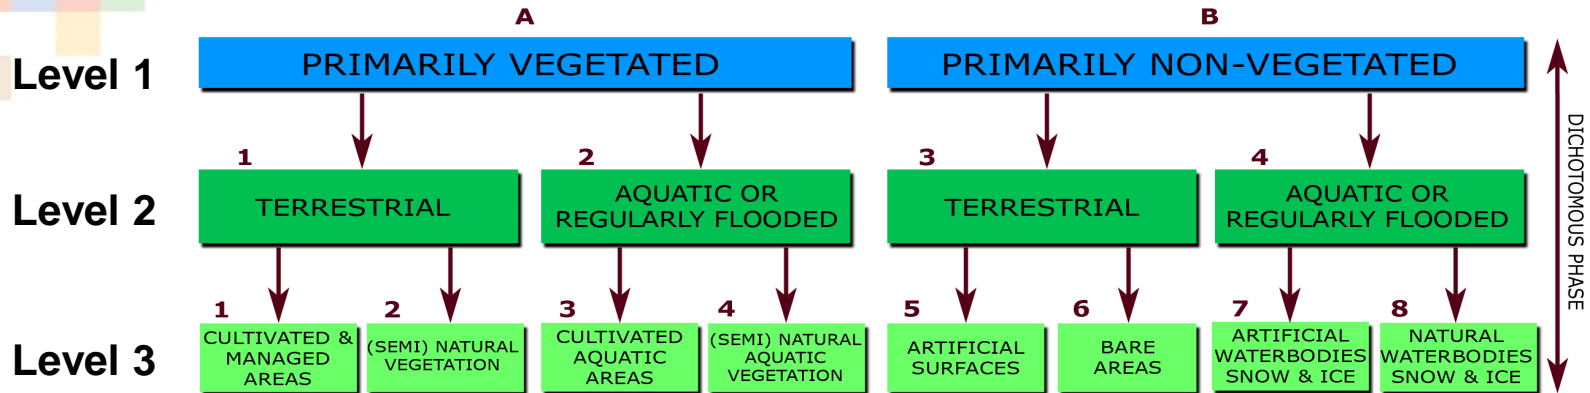 A
B
Level 1
PRIMARILY VEGETATED
PRIMARILY NON-VEGETATED
DICHOTOMOUS PHASE
1
2
3
4
Level 2
TERRESTRIAL
AQUATIC OR
REGULARLY FLOODED
TERRESTRIAL
AQUATIC OR
REGULARLY FLOODED
1
2
3
4
5
6
7
8
Level 3
CULTIVATED &
MANAGED
AREAS
(SEMI) NATURAL
VEGETATION
CULTIVATED
AQUATIC
AREAS
(SEMI) NATURAL
AQUATIC
VEGETATION
ARTIFICIAL
SURFACES
BARE
AREAS
ARTIFICIAL
WATERBODIES
SNOW & ICE
NATURAL
WATERBODIES
SNOW & ICE